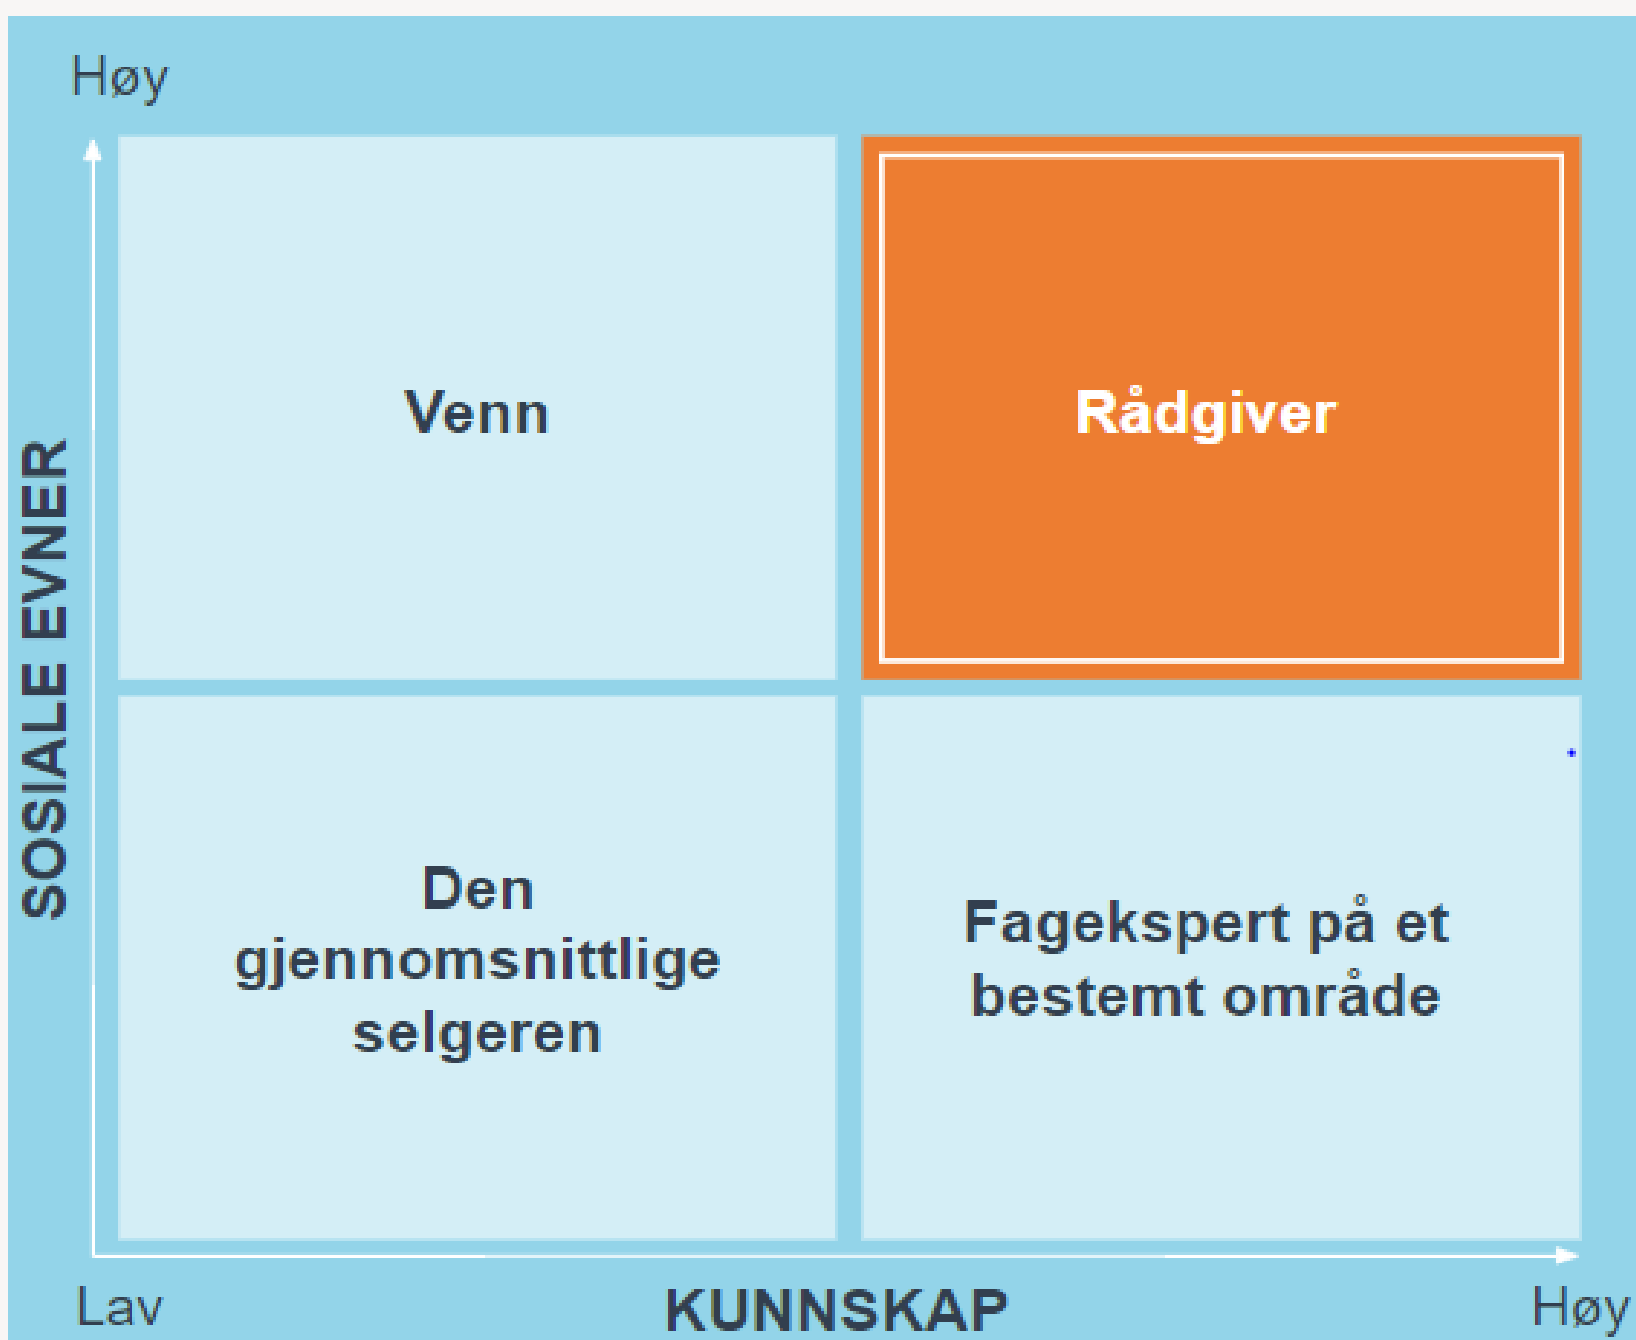 Høy
SOSIALE EVNER
Venn
Rådgiver
Den
gjennomsnittlige
selgeren
Fagekspert på et
bestemt område
Lav
KUNNSKAP
Høy